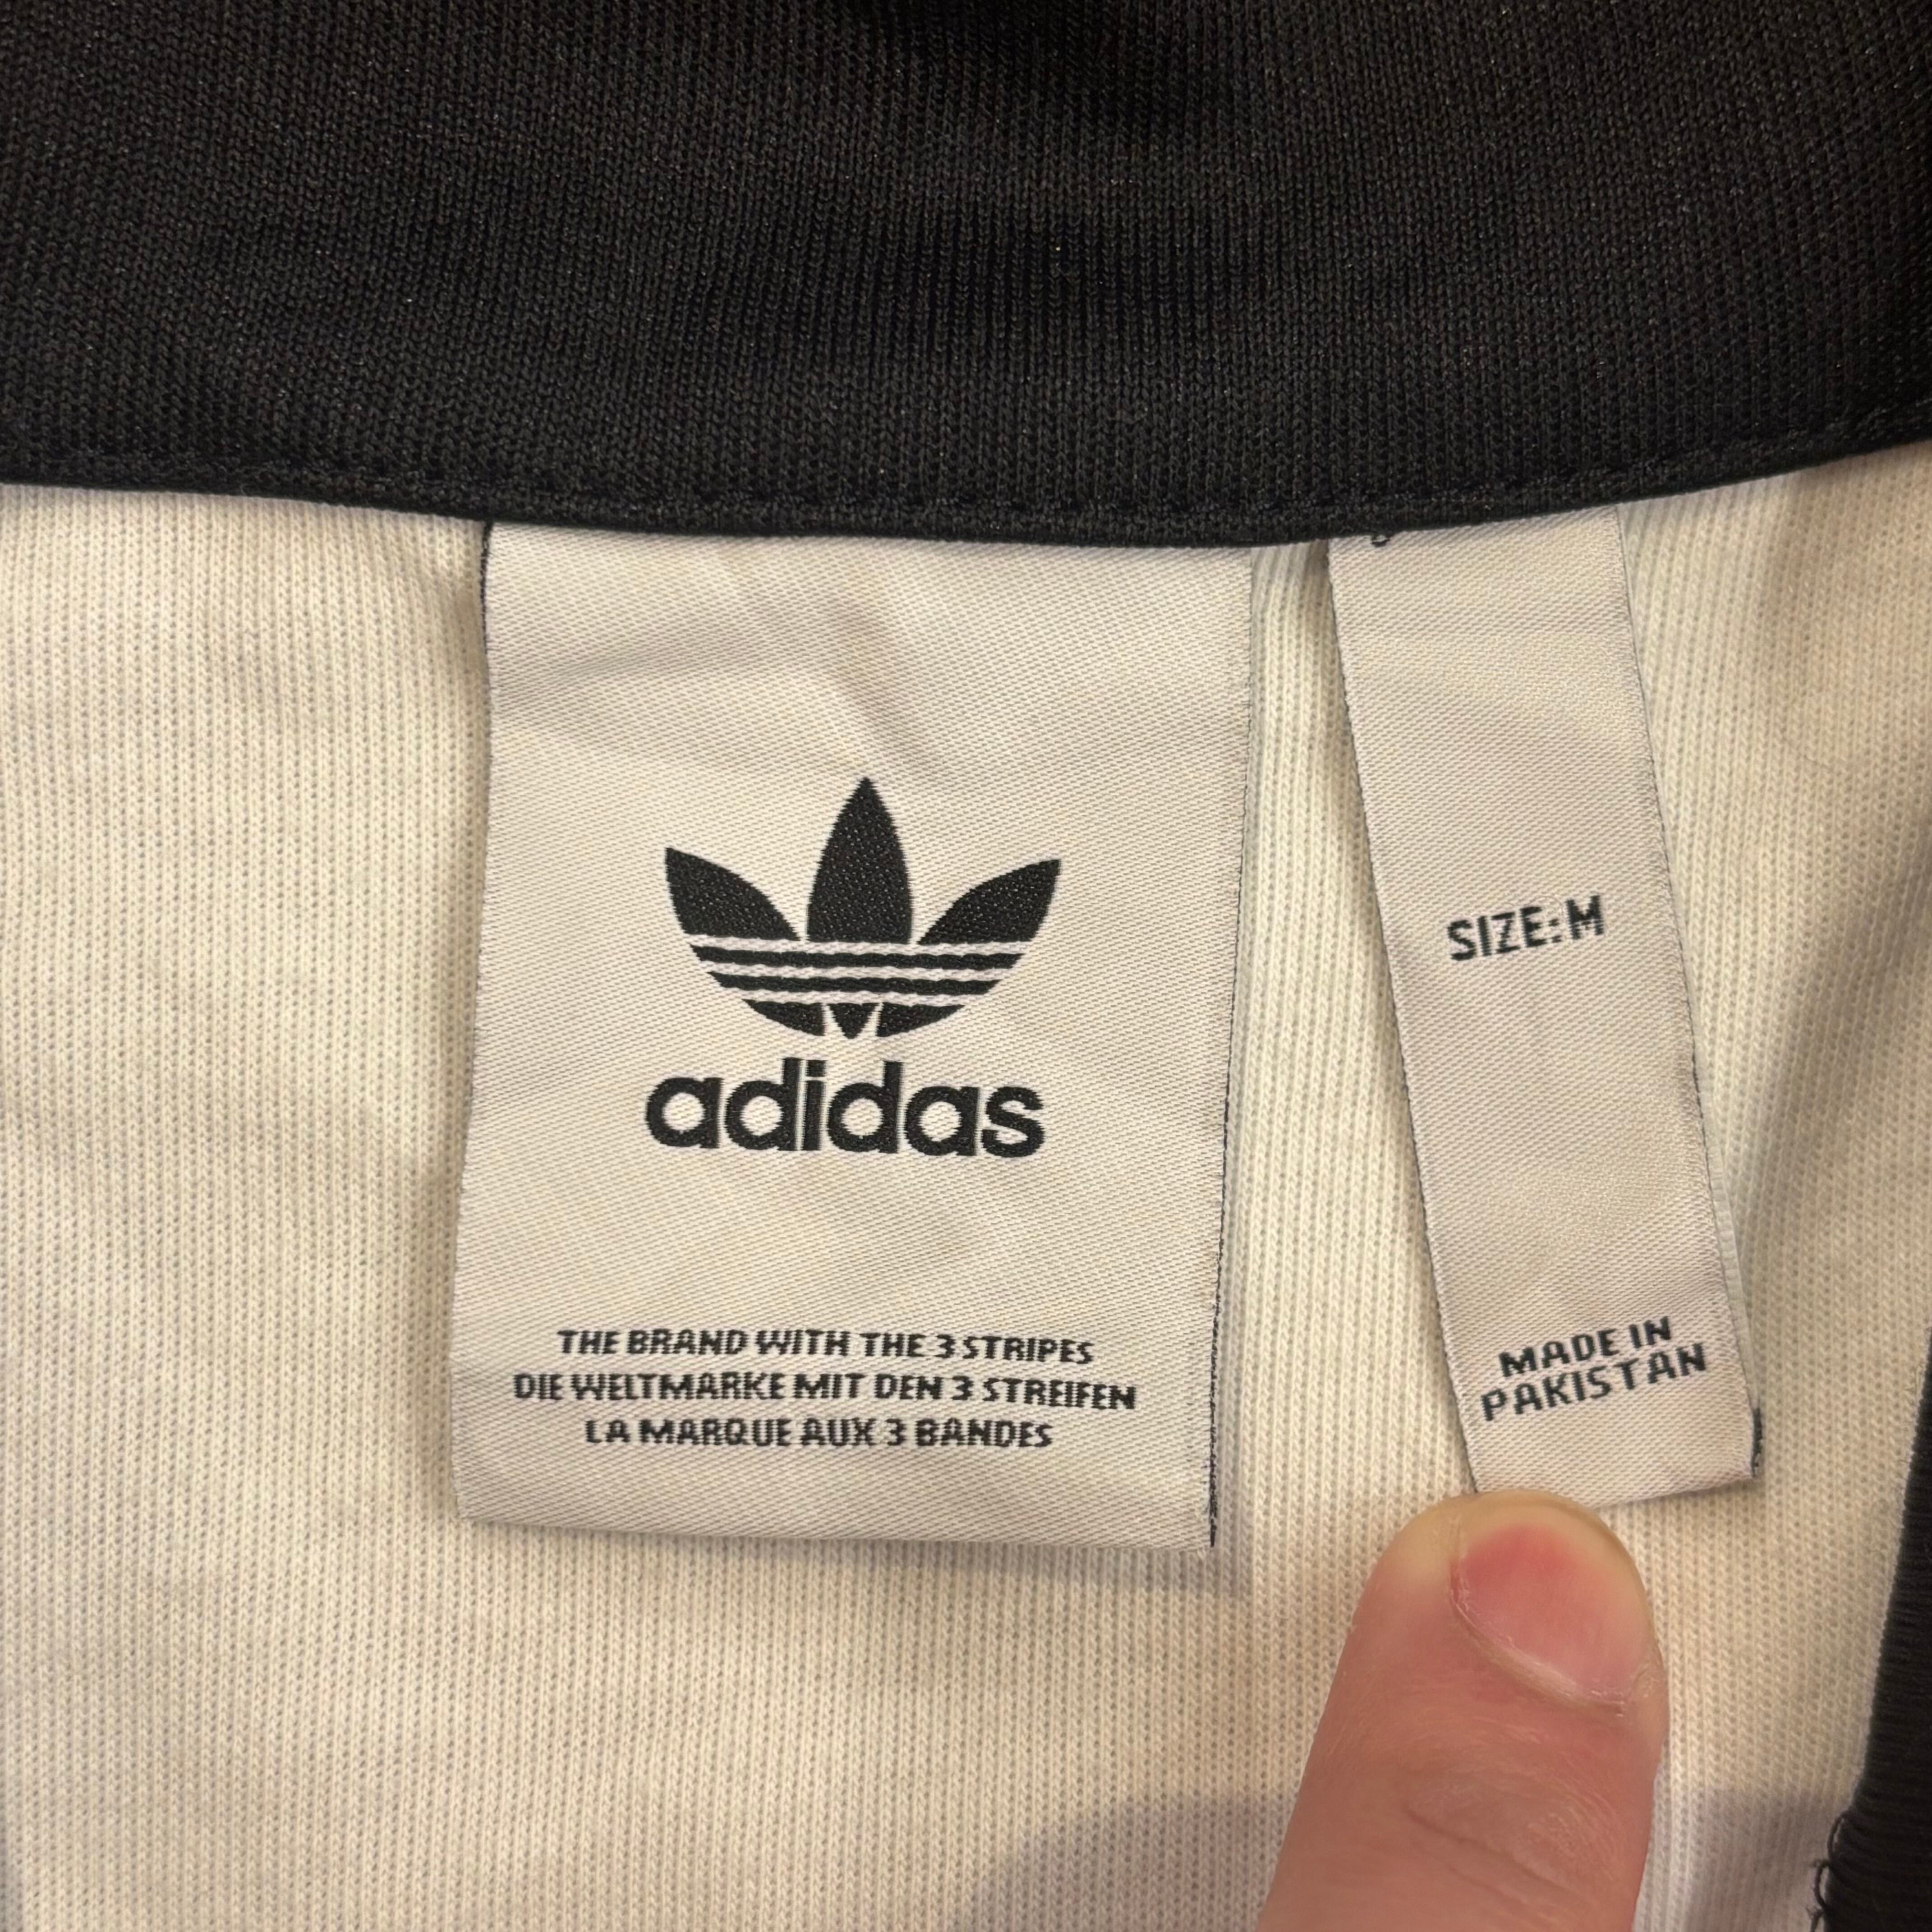 adidas
THE BRAND WITH THE 3 STRIPES
DIE WELTMARKE MIT DEN 3 STREIFEN
LA MARQUE AUX 3 BANDES
SIZE:M
MADE IN
PAKISTAN